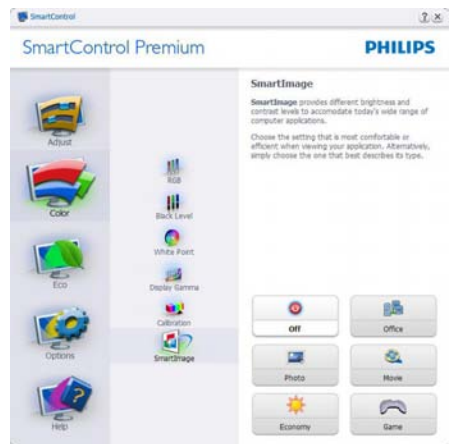 SmartControl
SmartControl Premium
PHILIPS
Adjust
Color
Eco
Options
Help
RGB
Black Level
White Point
Display Gamma
Calibration
SmartImage
SmartImage
SmartImage provides different brightness and
contrast levels to accomodate today's wide range of
computer applications.
Choose the setting that is most comfortable or
efficient when viewing your application. Alternatively,
simply choose the one that best describes its type.
Off
Office
Photo
Movie
Economy
Game